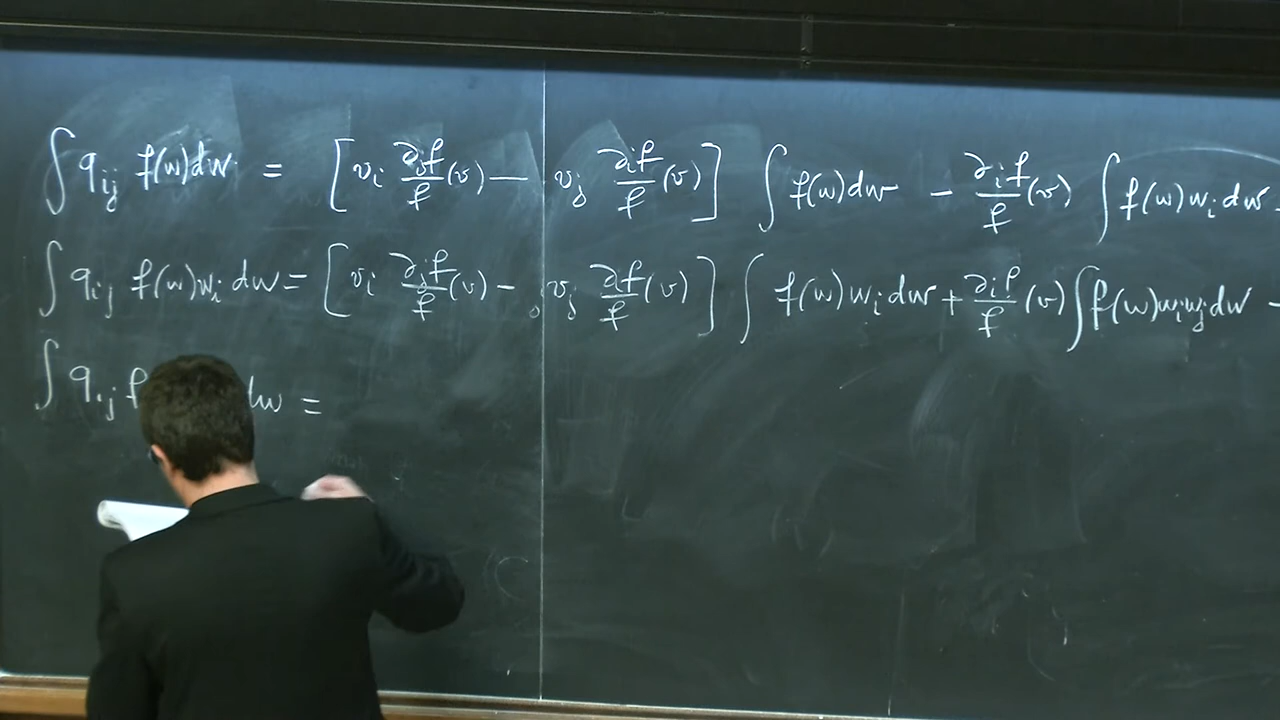 ∫ q_ij f(w)dw = [ v_i ∂_j f/f (v) — v_j ∂_i f/f (v) ] ∫ f(w)dw - ∂_i f/f (v) ∫ f(w) w_i dw
∫ q_ij f(w) w_i dw = [ v_i ∂_j f/f (v) - v_j ∂_i f/f (v) ] ∫ f(w) w_i dw + ∂_i f/f (v) ∫ f(w) w_i w_j dw -
∫ q_ij f dw =